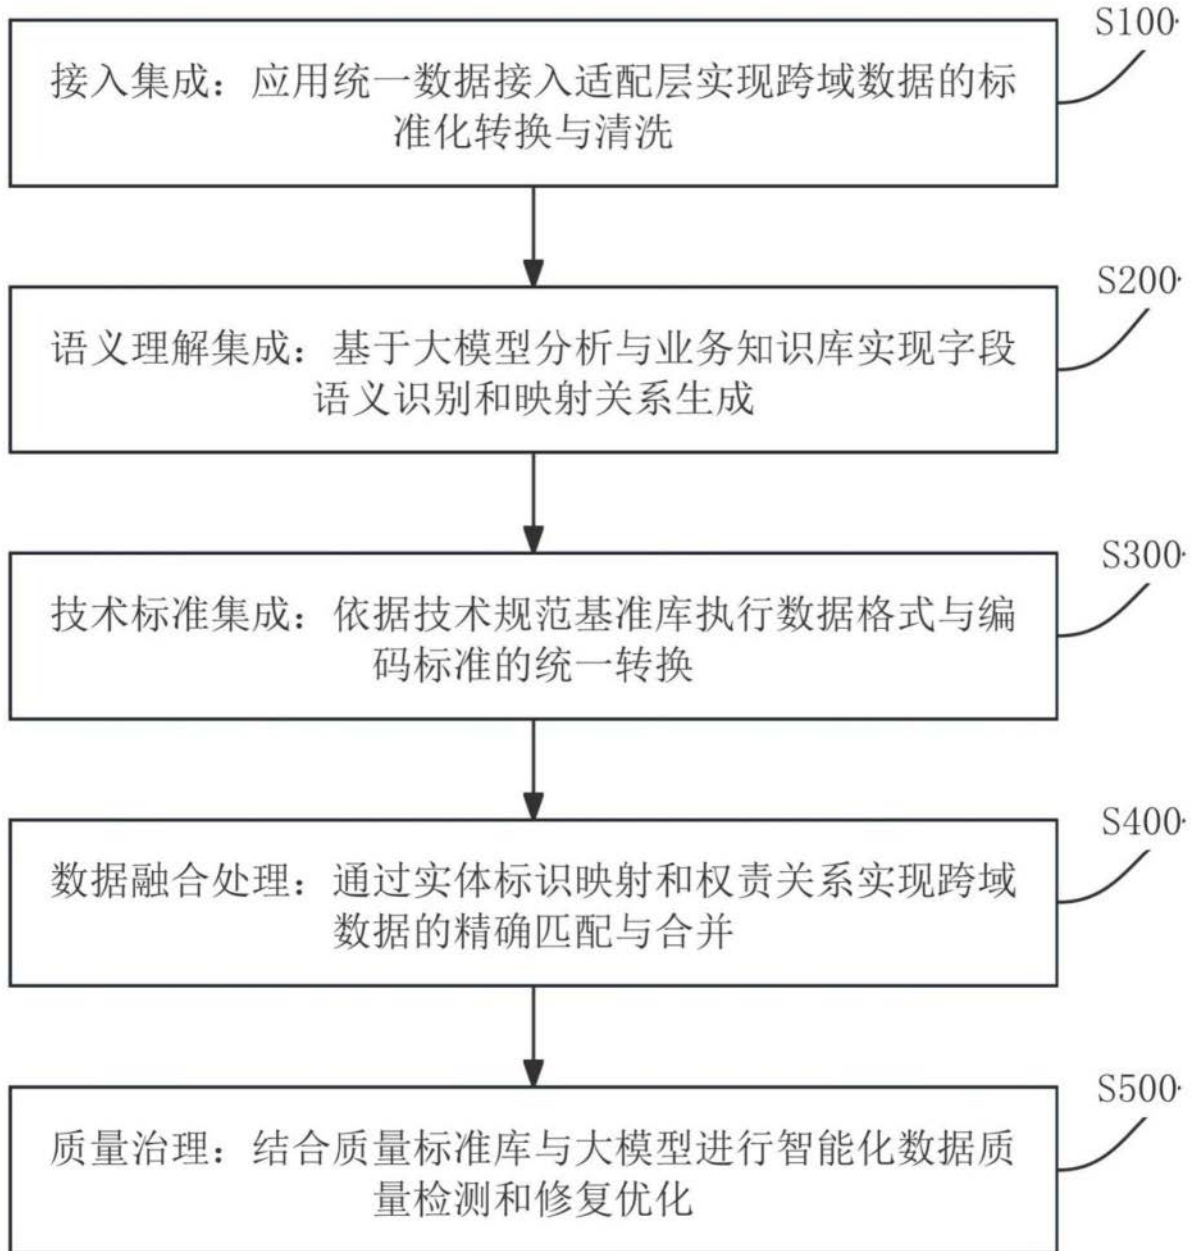 S100
接入集成：应用统一数据接入适配层实现跨域数据的标
准化转换与清洗
S200
语义理解集成：基于大模型分析与业务知识库实现字段
语义识别和映射关系生成
S300
技术标准集成：依据技术规范基准库执行数据格式与编
码标准的统一转换
S400
数据融合处理：通过实体标识映射和权责关系实现跨域
数据的精确匹配与合并
S500
质量治理：结合质量标准库与大模型进行智能化数据质
量检测和修复优化